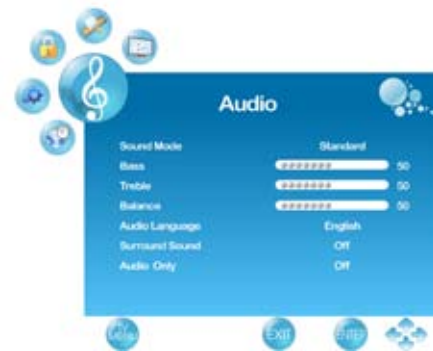 Audio
Sound Mode Standard
Bass ####### 50
Treble ####### 50
Balance ####### 50
Audio Language English
Surround Sound Off
Audio Only Off
EXIT ENTER